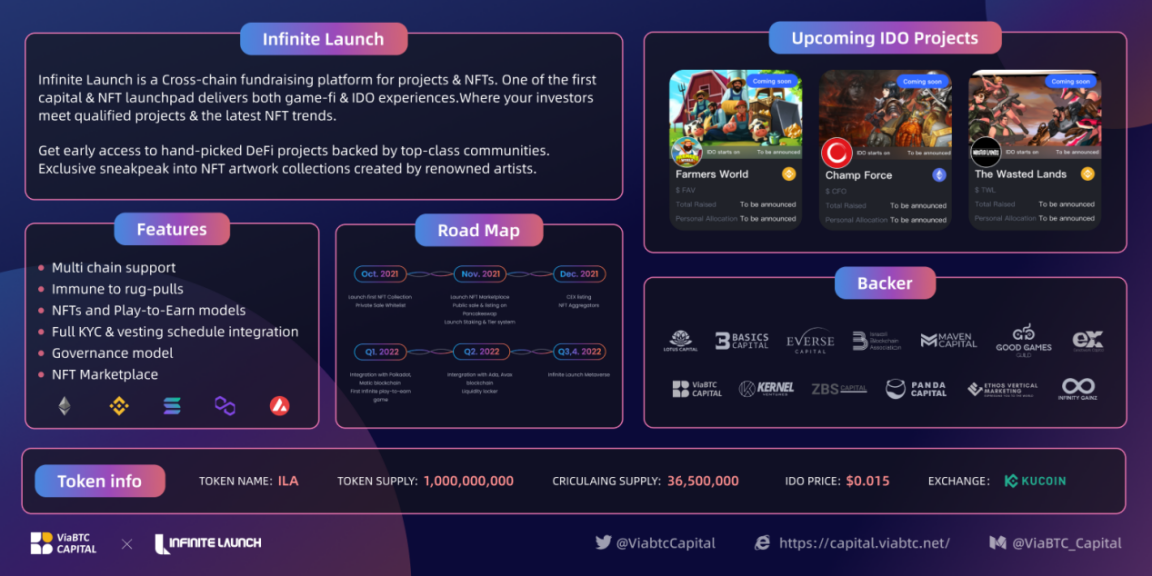 Infinite Launch
Infinite Launch is a Cross-chain fundraising platform for projects & NFTs. One of the first
capital & NFT launchpad delivers both game-fi & IDO experiences.Where your investors
meet qualified projects & the latest NFT trends.
Get early access to hand-picked DeFi projects backed by top-class communities.
Exclusive sneakpeak into NFT artwork collections created by renowned artists.
Upcoming IDO Projects
Coming soon
IDO starts on To be announced
Farmers World
$ FAV
Total Raised To be announced
Personal Allocation To be announced
Coming soon
IDO starts on To be announced
Champ Force
$ CFO
Total Raised To be announced
Personal Allocation To be announced
Coming soon
WASTED LANDS
IDO starts on To be announced
The Wasted Lands
$ TWL
Total Raised To be announced
Personal Allocation To be announced
Features
Multi chain support
Immune to rug-pulls
NFTs and Play-to-Earn models
Full KYC & vesting schedule integration
Governance model
NFT Marketplace
Road Map
Oct. 2021
Launch first NFT Collection
Private Sale Whitelist
Nov. 2021
Launch NFT Marketplace
Public sale & listing on
Pancakeswap
Launch Staking & Tier system
Dec. 2021
CEX listing
NFT Aggregators
Q1. 2022
Integration with Polkadot,
Matic blockchain
First infinite play-to-earn
game
Q2. 2022
Intergration with Ada, Avax
blockchain
Liquidity locker
Q3,4. 2022
Infinite Launch Metaverse
Backer
LOTUS CAPITAL
BASICS
CAPITAL
EVERSE
CAPITAL
Blockchain
Association
MAVEN
CAPITAL
GOOD GAMES
GUILD
ex
ViaBTC
CAPITAL
KERNEL
VENTURES
ZBS CAPITAL
PANDA
CAPITAL
ETHOS VERTICAL
MARKETING
INFINITY GAINZ
Token info
TOKEN NAME: ILA
TOKEN SUPPLY: 1,000,000,000
CRICULAING SUPPLY: 36,500,000
IDO PRICE: $0.015
EXCHANGE: KUCOIN
ViaBTC
CAPITAL
INFINITE LAUNCH
@ViabtcCapital
https://capital.viabtc.net/
@ViaBTC_Capital